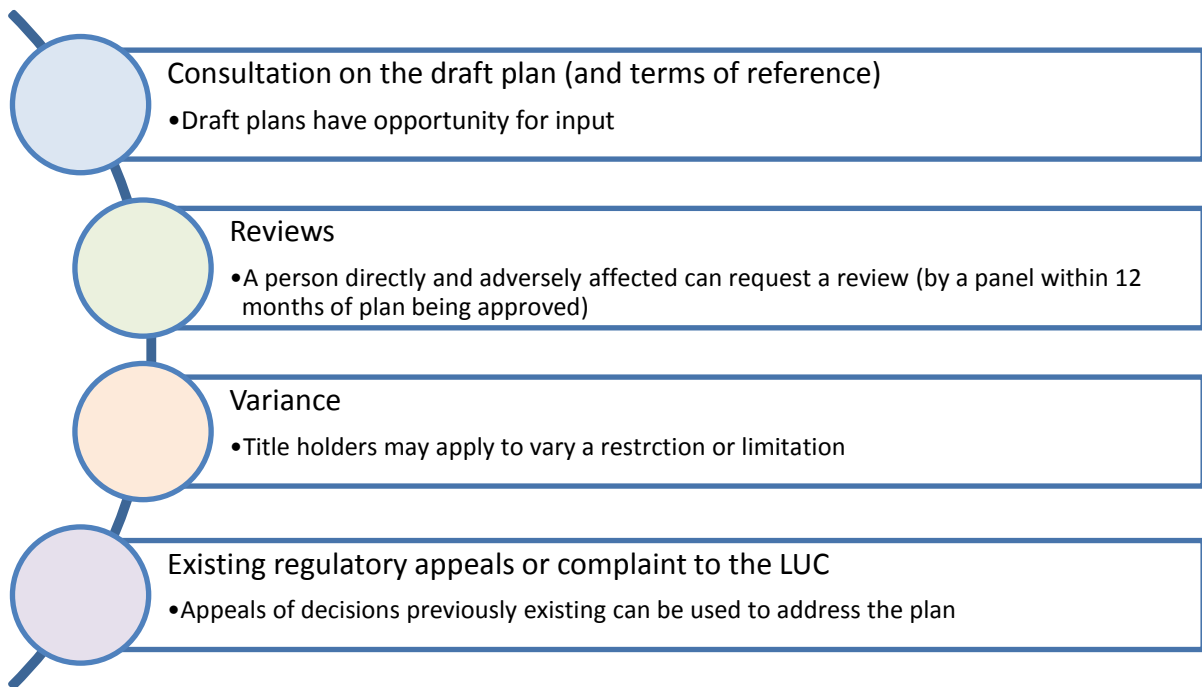 Consultation on the draft plan (and terms of reference)
•Draft plans have opportunity for input
Reviews
•A person directly and adversely affected can request a review (by a panel within 12
months of plan being approved)
Variance
•Title holders may apply to vary a restrction or limitation
Existing regulatory appeals or complaint to the LUC
•Appeals of decisions previously existing can be used to address the plan